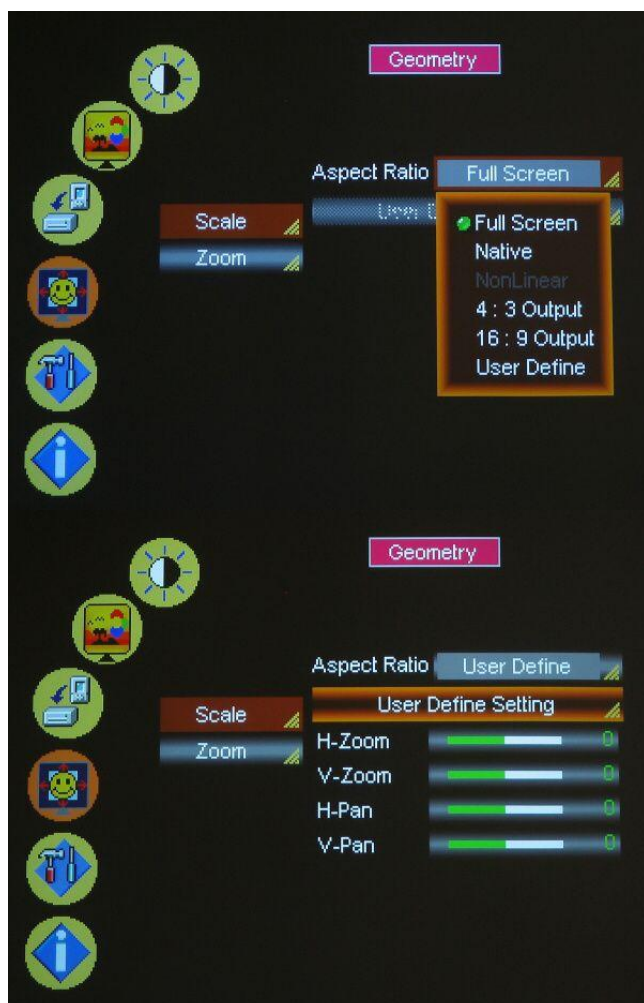 Geometry
Aspect Ratio Full Screen
User
Scale
Zoom
Full Screen
Native
NonLinear
4 : 3 Output
16 : 9 Output
User Define
Geometry
Aspect Ratio User Define
User Define Setting
Scale
Zoom
H-Zoom 0
V-Zoom 0
H-Pan 0
V-Pan 0